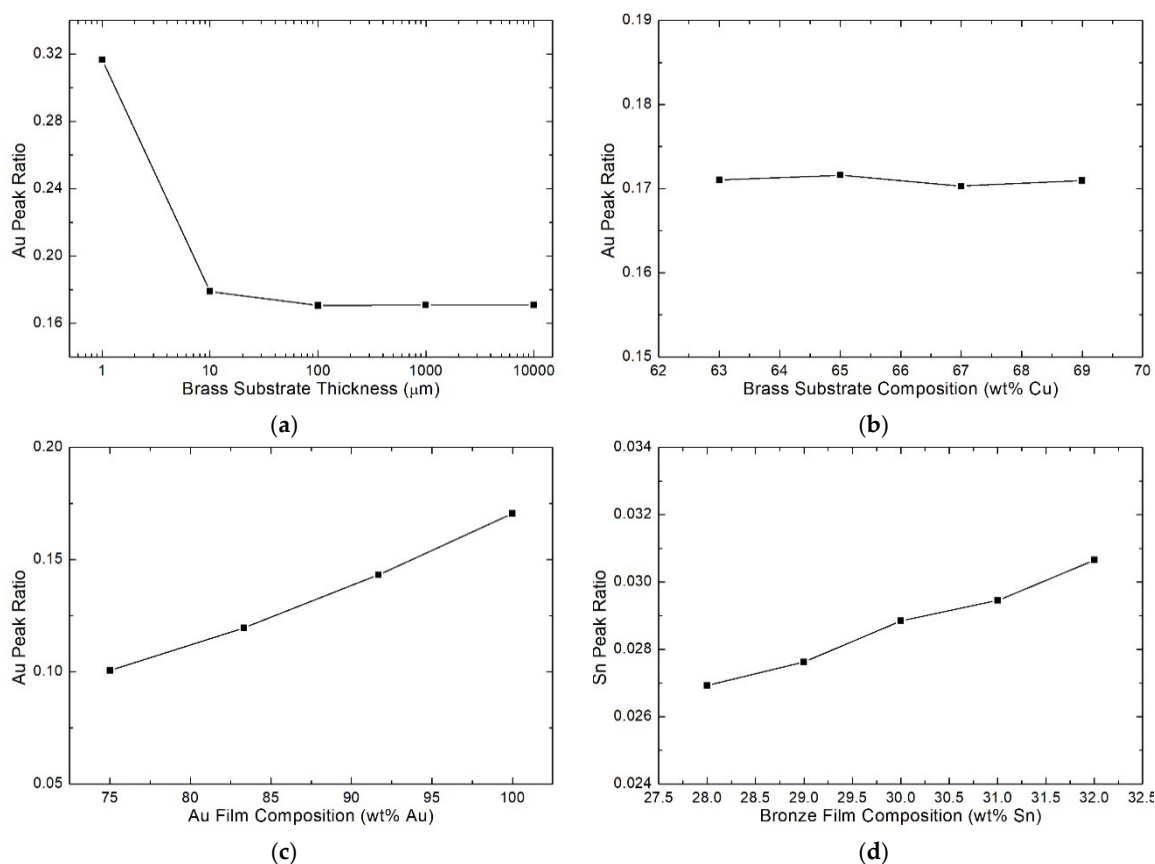 0.32
0.28
0.24
0.20
0.16
Au Peak Ratio
1 10 100 1000 10000
Brass Substrate Thickness (μm)
(a)
0.19
0.18
0.17
0.16
0.15
Au Peak Ratio
62 63 64 65 66 67 68 69 70
Brass Substrate Composition (wt% Cu)
(b)
0.20
0.15
0.10
0.05
Au Peak Ratio
75 80 85 90 95 100
Au Film Composition (wt% Au)
(c)
0.034
0.032
0.030
0.028
0.026
0.024
Sn Peak Ratio
27.5 28.0 28.5 29.0 29.5 30.0 30.5 31.0 31.5 32.0 32.5
Bronze Film Composition (wt% Sn)
(d)